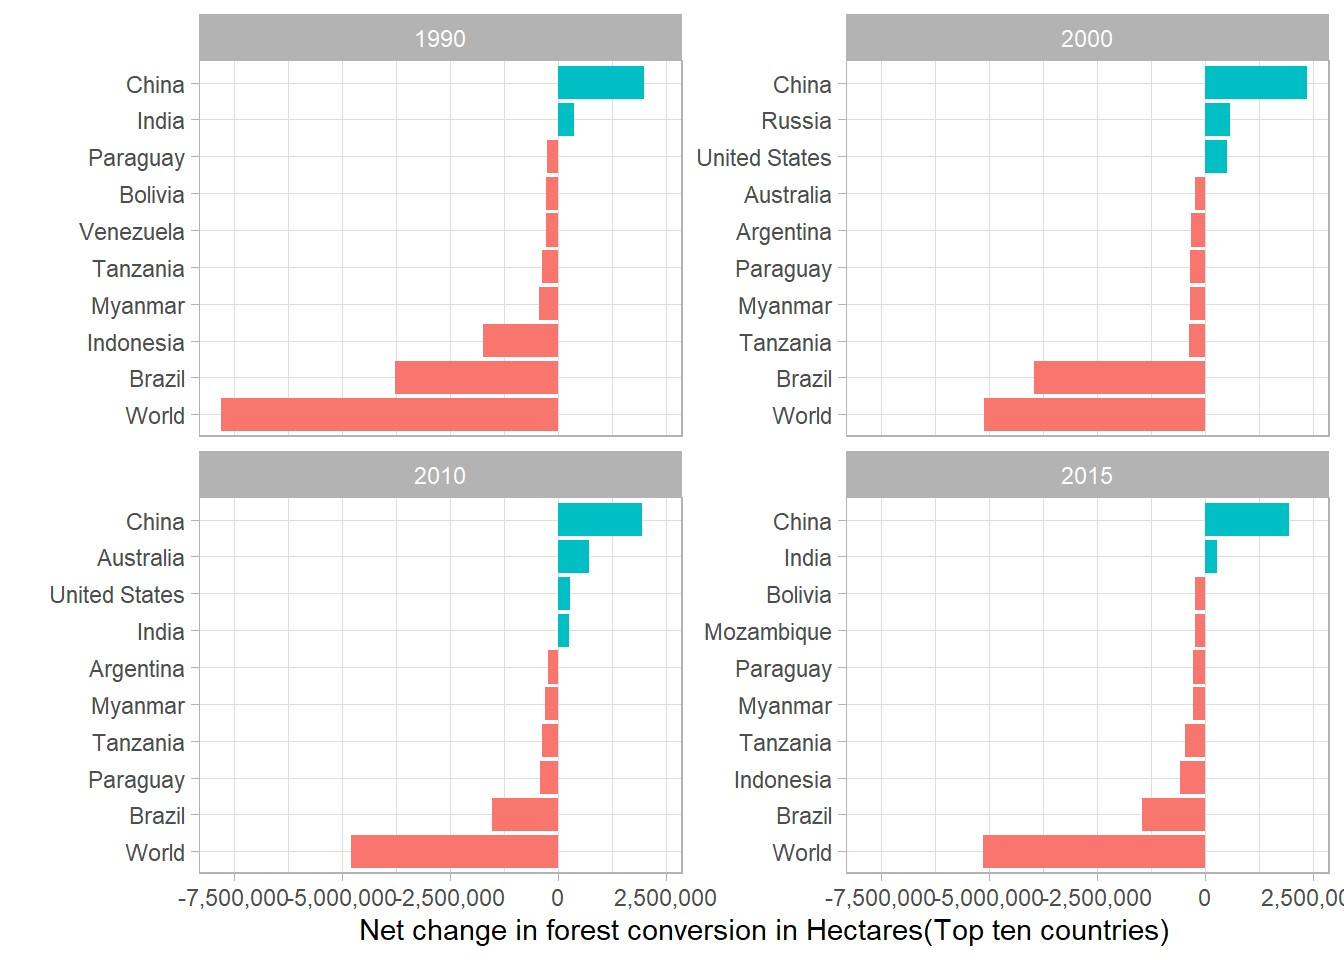 1990
China
India
Paraguay
Bolivia
Venezuela
Tanzania
Myanmar
Indonesia
Brazil
World
2000
China
Russia
United States
Australia
Argentina
Paraguay
Myanmar
Tanzania
Brazil
World
2010
China
Australia
United States
India
Argentina
Myanmar
Tanzania
Paraguay
Brazil
World
-7,500,000 -5,000,000 -2,500,000 0 2,500,000
2015
China
India
Bolivia
Mozambique
Paraguay
Myanmar
Tanzania
Indonesia
Brazil
World
-7,500,000 -5,000,000 -2,500,000 0 2,500,0
Net change in forest conversion in Hectares(Top ten countries)